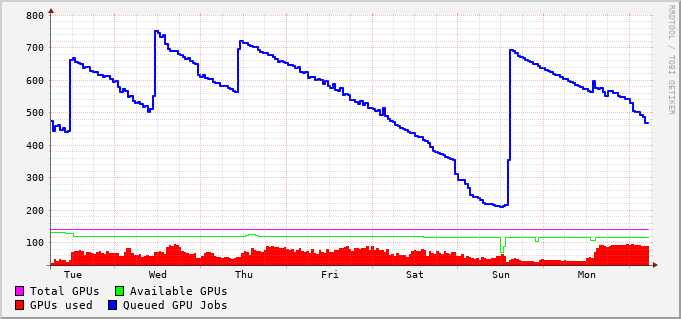 800
700
600
500
400
300
200
100
Tue Wed Thu Fri Sat Sun Mon
Total GPUs Available GPUs
GPUs used Queued GPU Jobs
RRDTOOL / TOBI OETIKER